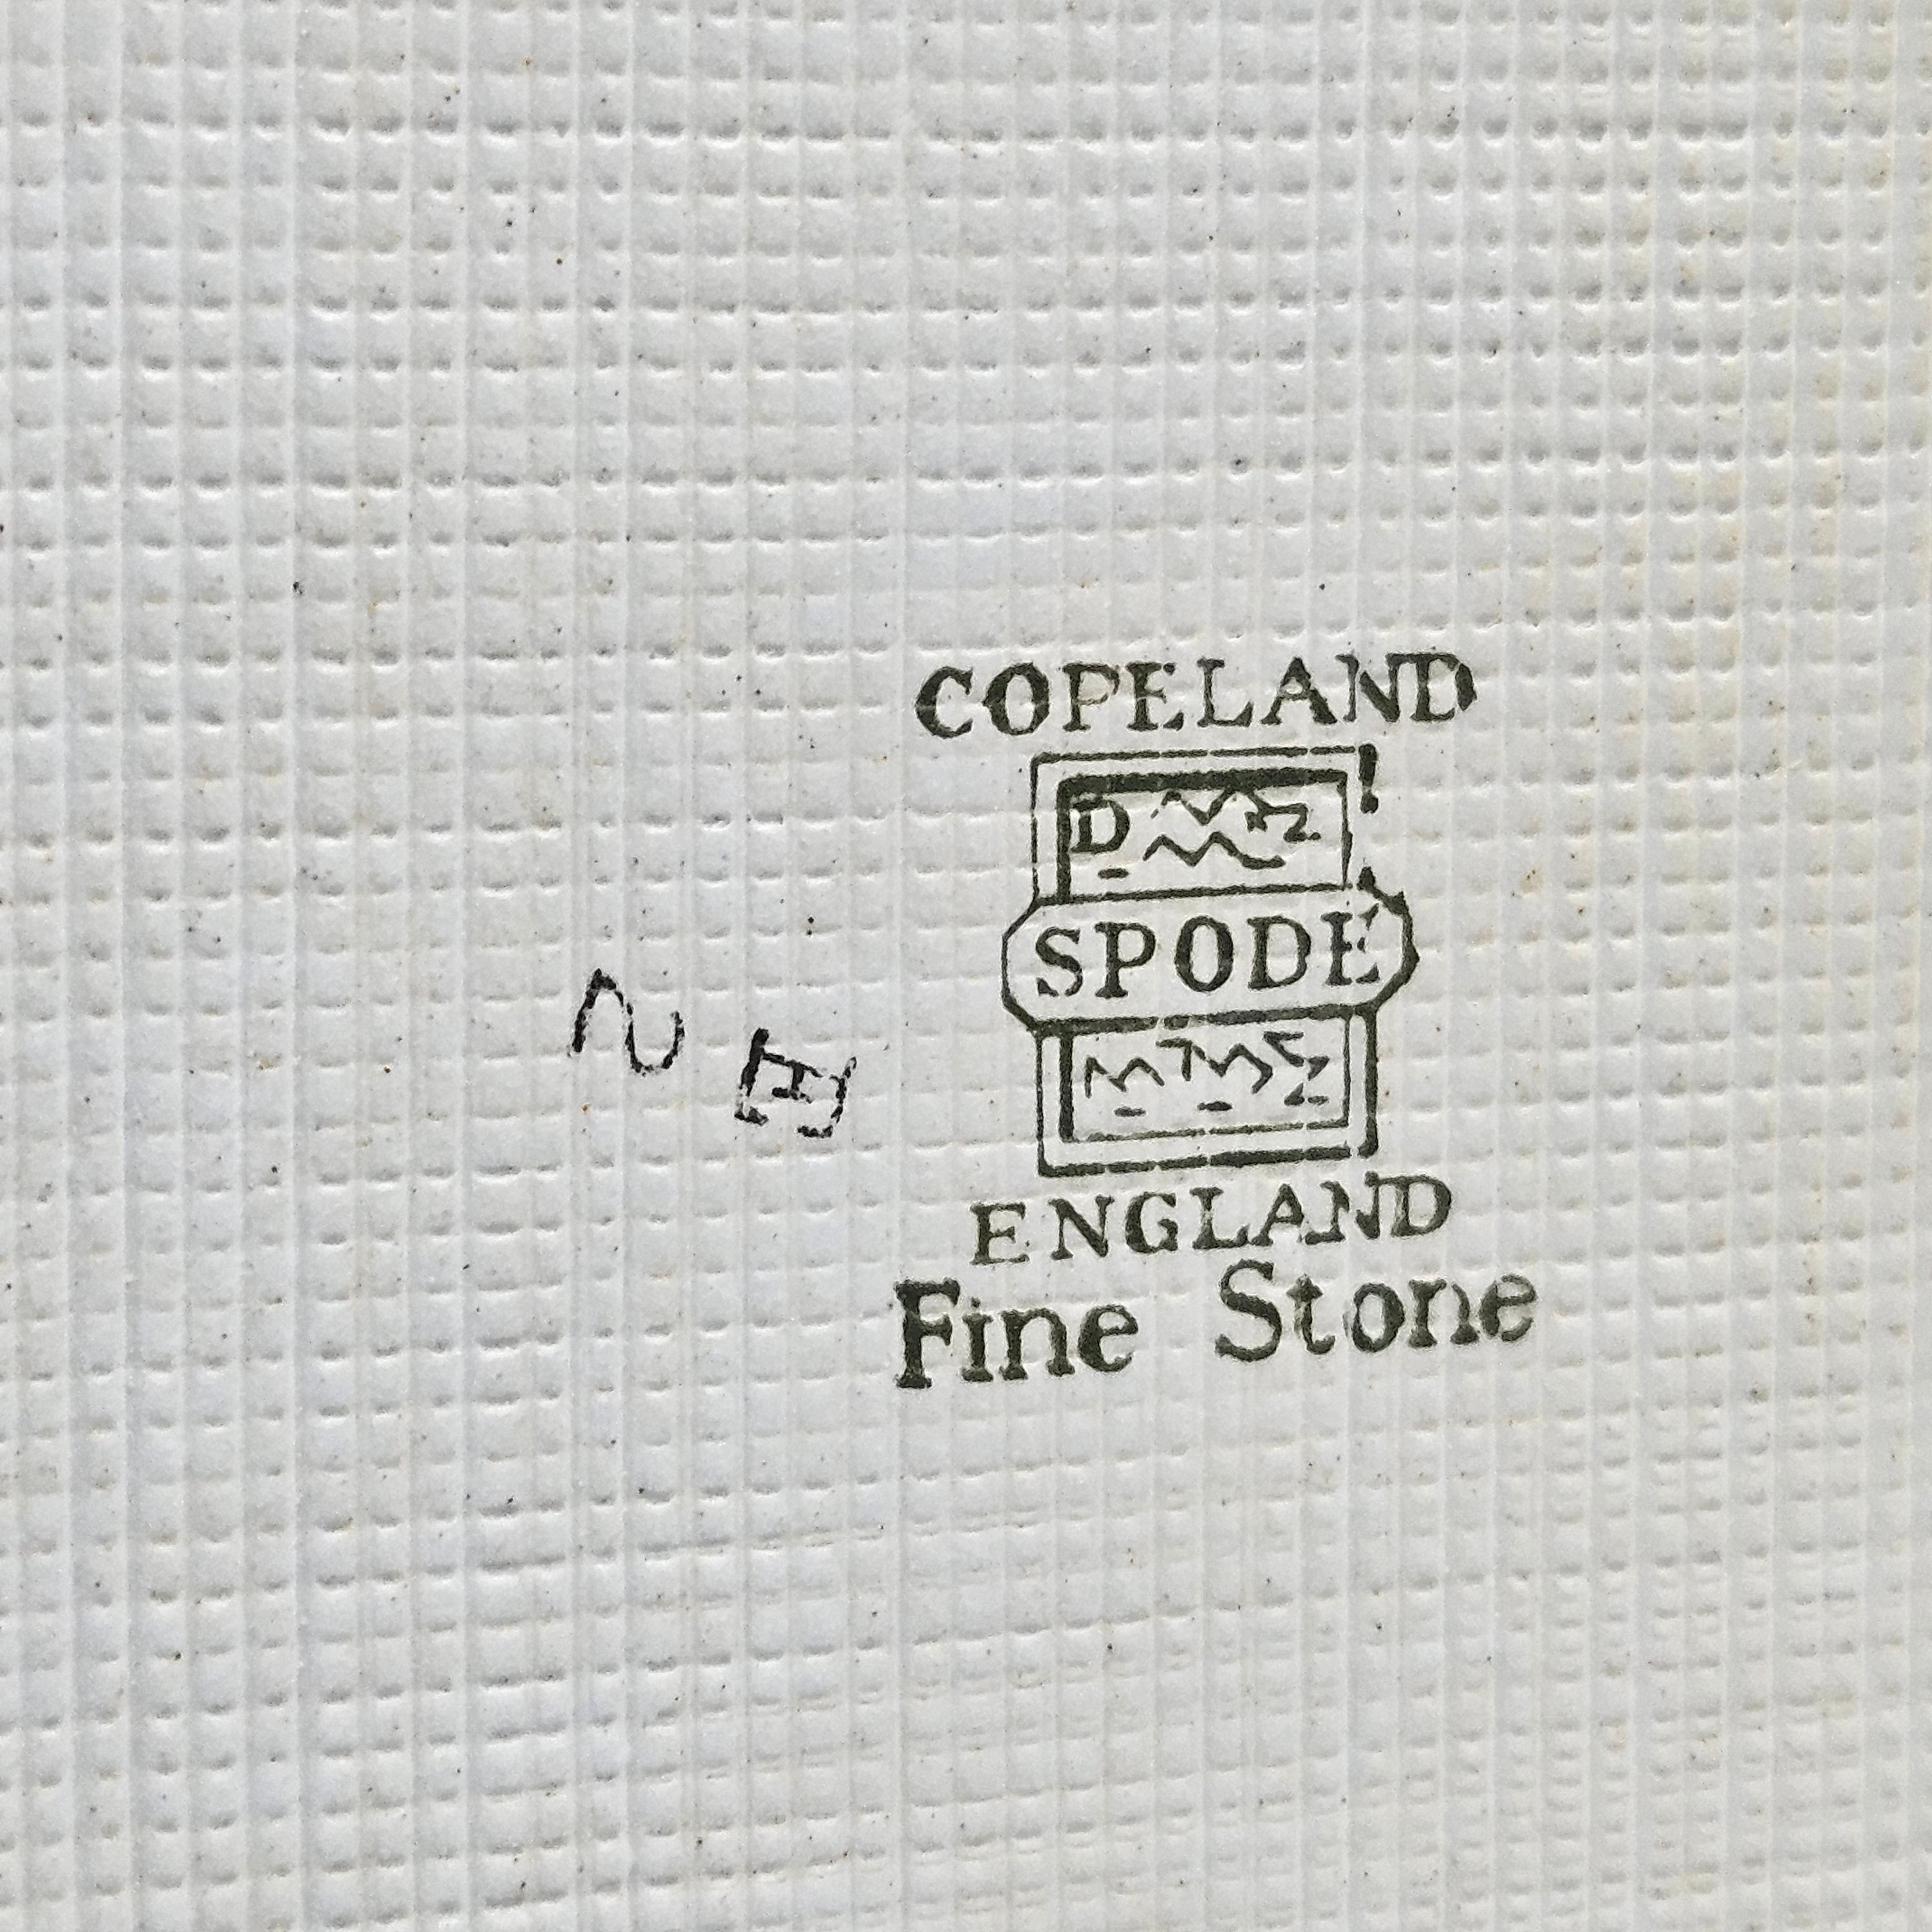 COPELAND
SPODE
ENGLAND
Fine Stone